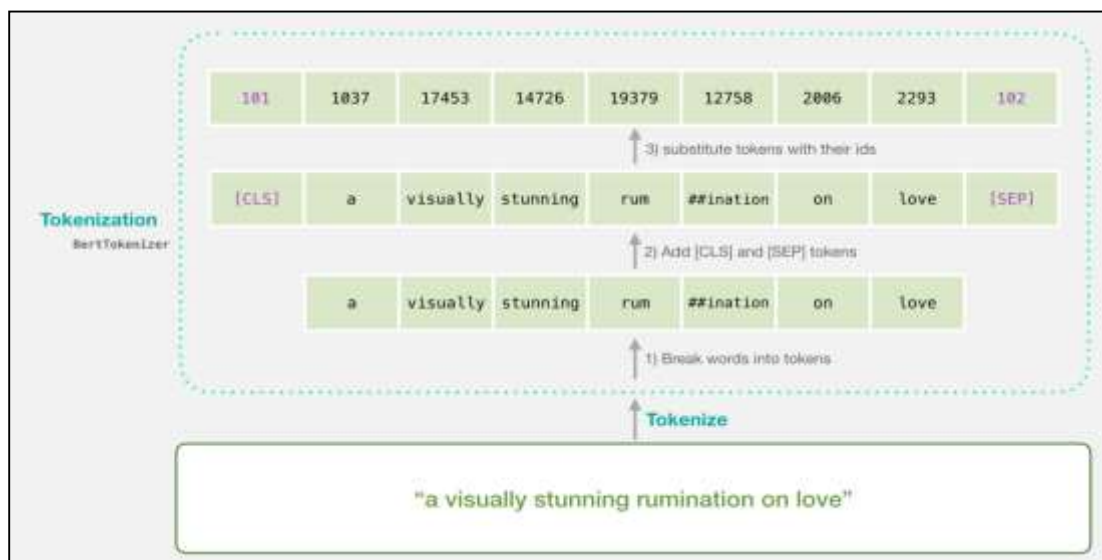 101 1037 17453 14726 19379 12758 2006 2293 102
3) substitute tokens with their ids
[CLS] a visually stunning rum ##ination on love [SEP]
Tokenization
BertTokenizer
2) Add [CLS] and [SEP] tokens
a visually stunning rum ##ination on love
1) Break words into tokens
Tokenize
“a visually stunning rumination on love”